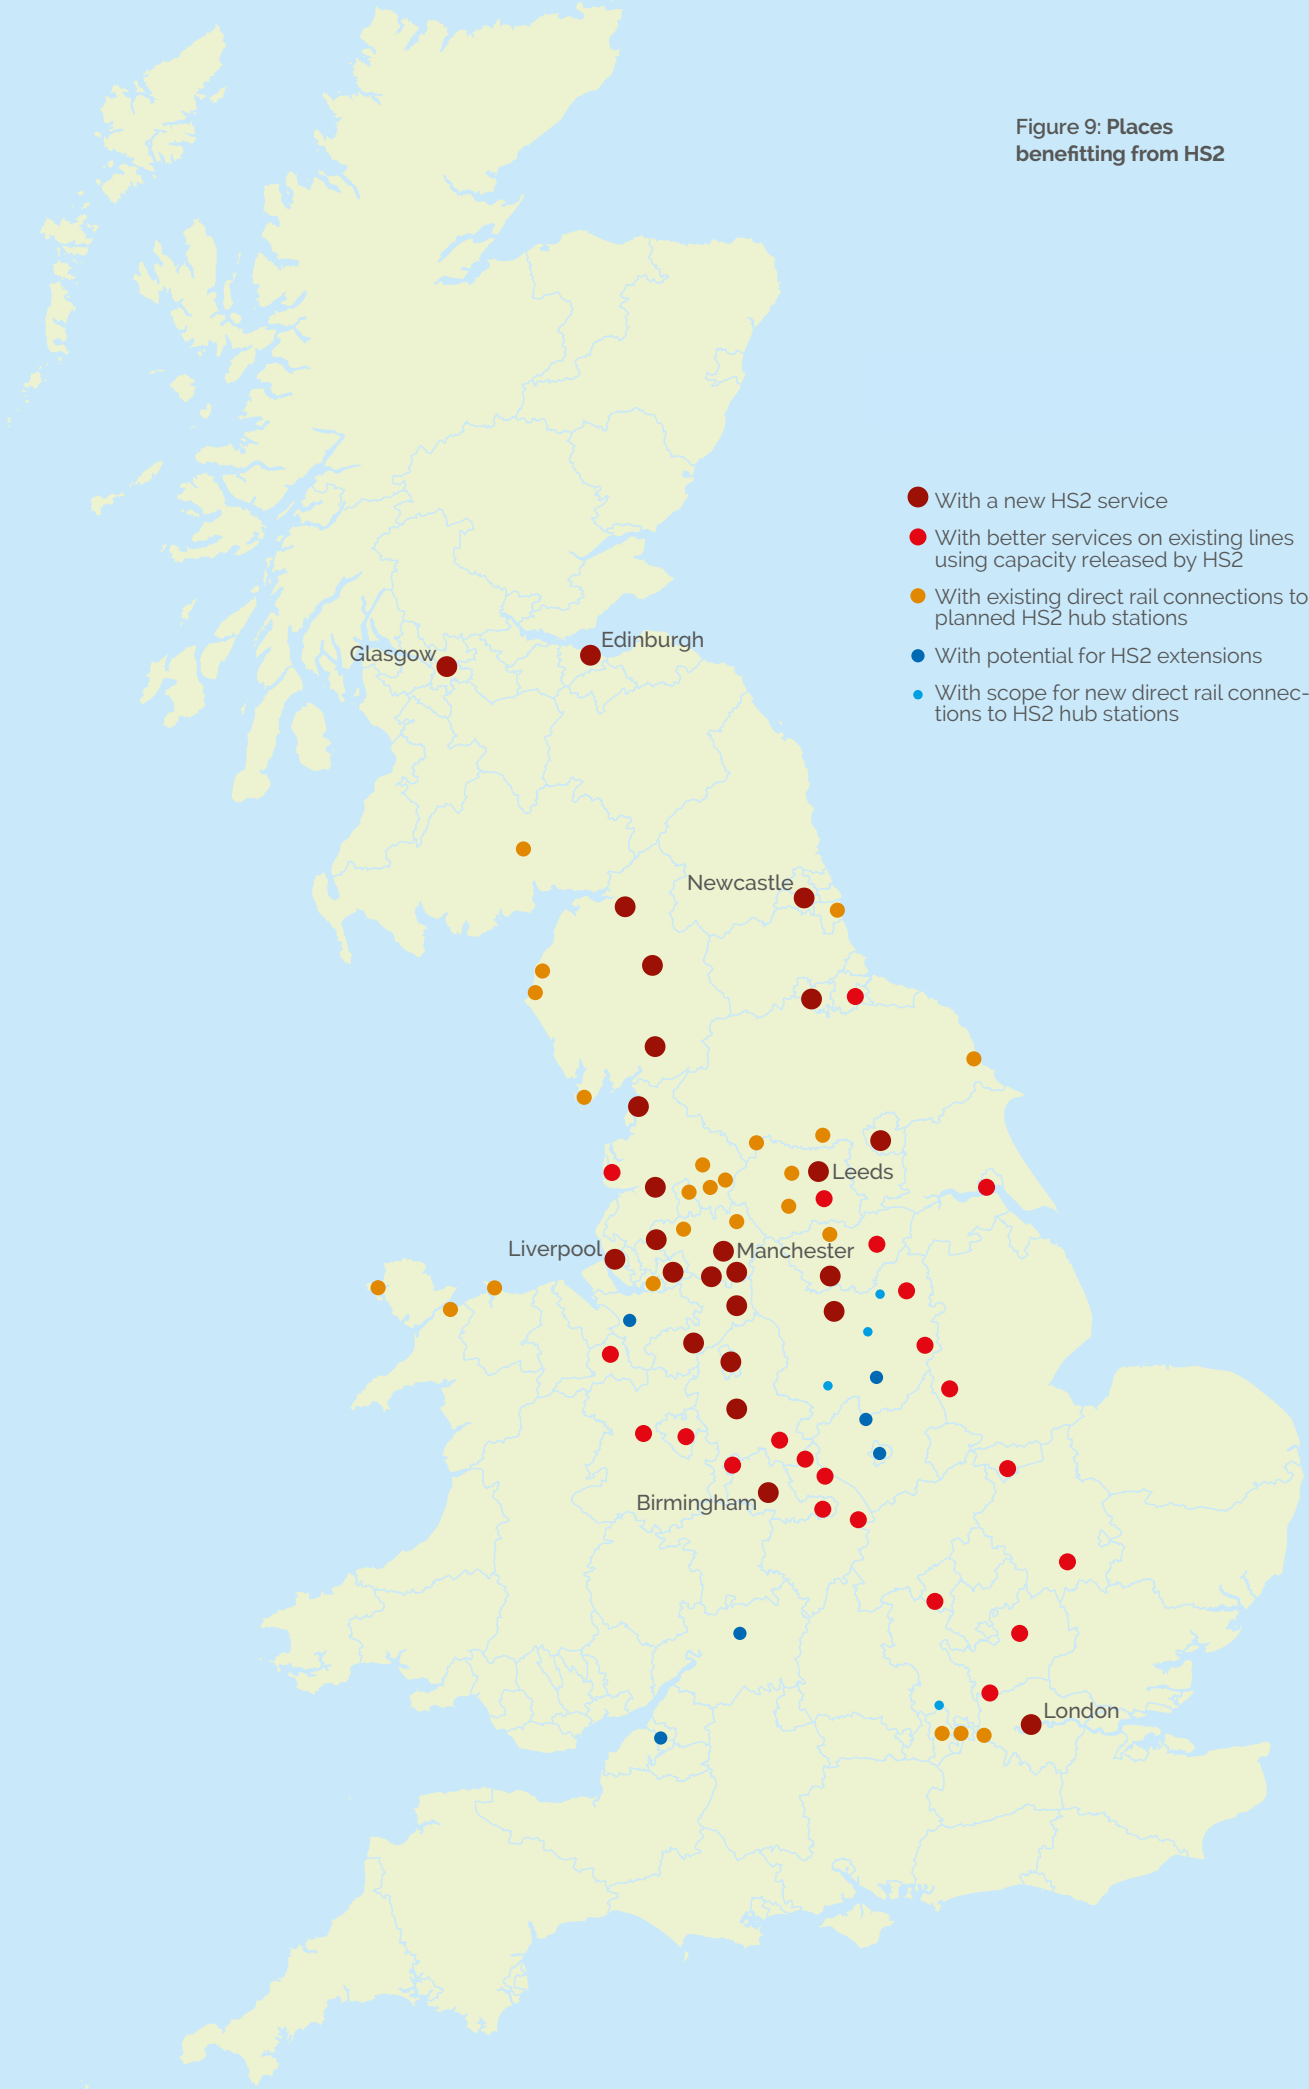 Figure 9: Places
benefitting from HS2
With a new HS2 service
With better services on existing lines
using capacity released by HS2
With existing direct rail connections to
planned HS2 hub stations
With potential for HS2 extensions
With scope for new direct rail connec-
tions to HS2 hub stations
Edinburgh
Glasgow
Newcastle
Leeds
Liverpool
Manchester
Birmingham
London